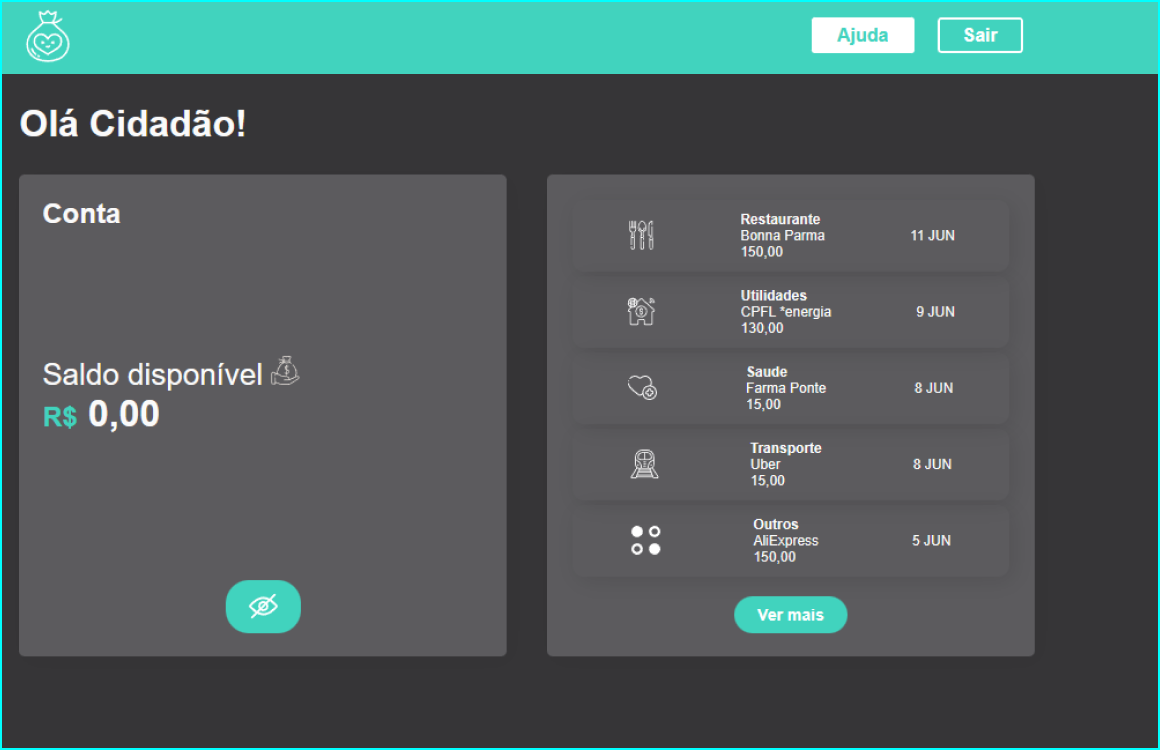 Ajuda
Sair
Olá Cidadão!
Conta
Saldo disponível
R$ 0,00
Restaurante
Bonna Parma
150,00
11 JUN
Utilidades
CPFL *energia
130,00
9 JUN
Saude
Farma Ponte
15,00
8 JUN
Transporte
Uber
15,00
8 JUN
Outros
AliExpress
150,00
5 JUN
Ver mais